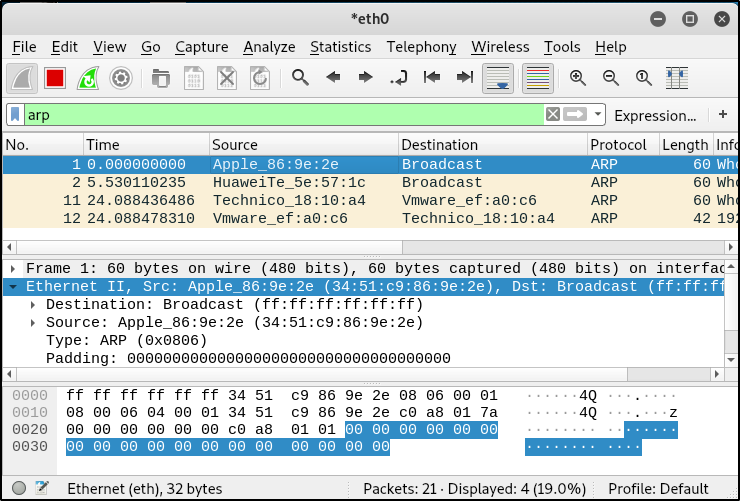 *eth0
File Edit View Go Capture Analyze Statistics Telephony Wireless Tools Help
arp Expression... +
No. Time Source Destination Protocol Length Info
1 0.000000000 Apple_86:9e:2e Broadcast ARP 60 Who
2 5.530110235 HuaweiTe_5e:57:1c Broadcast ARP 60 Who
11 24.088436486 Technico_18:10:a4 Vmware_ef:a0:c6 ARP 60 Who
12 24.088478310 Vmware_ef:a0:c6 Technico_18:10:a4 ARP 42 192
Frame 1: 60 bytes on wire (480 bits), 60 bytes captured (480 bits) on interfac
Ethernet II, Src: Apple_86:9e:2e (34:51:c9:86:9e:2e), Dst: Broadcast (ff:ff:ff
Destination: Broadcast (ff:ff:ff:ff:ff:ff)
Source: Apple_86:9e:2e (34:51:c9:86:9e:2e)
Type: ARP (0x0806)
Padding: 000000000000000000000000000000000000
0000 ff ff ff ff ff ff 34 51 c9 86 9e 2e 08 06 00 01 ······4Q ···.····
0010 08 00 06 04 00 01 34 51 c9 86 9e 2e c0 a8 01 7a ······4Q ···.···z
0020 00 00 00 00 00 00 c0 a8 01 01 00 00 00 00 00 00 ········ ········
0030 00 00 00 00 00 00 00 00 00 00 00 00 ········ ····
Ethernet (eth), 32 bytes Packets: 21 · Displayed: 4 (19.0%) Profile: Default